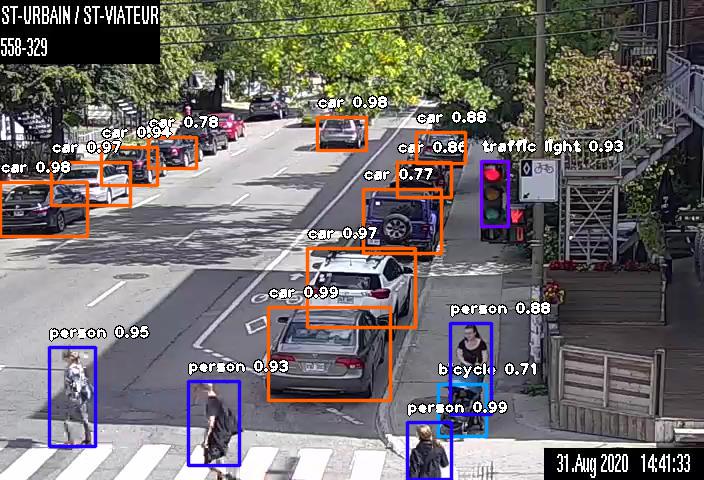 ST-URBAIN / ST-VIATEUR
558-329
car 0.98
car 0.78
car 0.94
car 0.88
car 0.97
car 0.86
traffic light 0.93
car 0.98
car 0.77
car 0.97
car 0.99
person 0.88
person 0.95
person 0.93
bicycle 0.71
person 0.99
31.Aug 2020 14:41:33